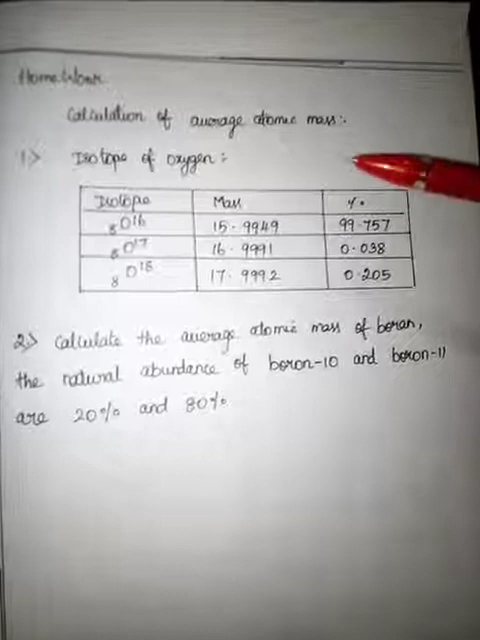 Home Work
Calculation of average atomic mass:-
1) Isotope of oxygen:
Isotope Mass %
8O16 15.9949 99.757
8O17 16.9991 0.038
8O18 17.9992 0.205
2) Calculate the average atomic mass of boran,
the natural abundance of boron-10 and boron-11
are 20% and 80%